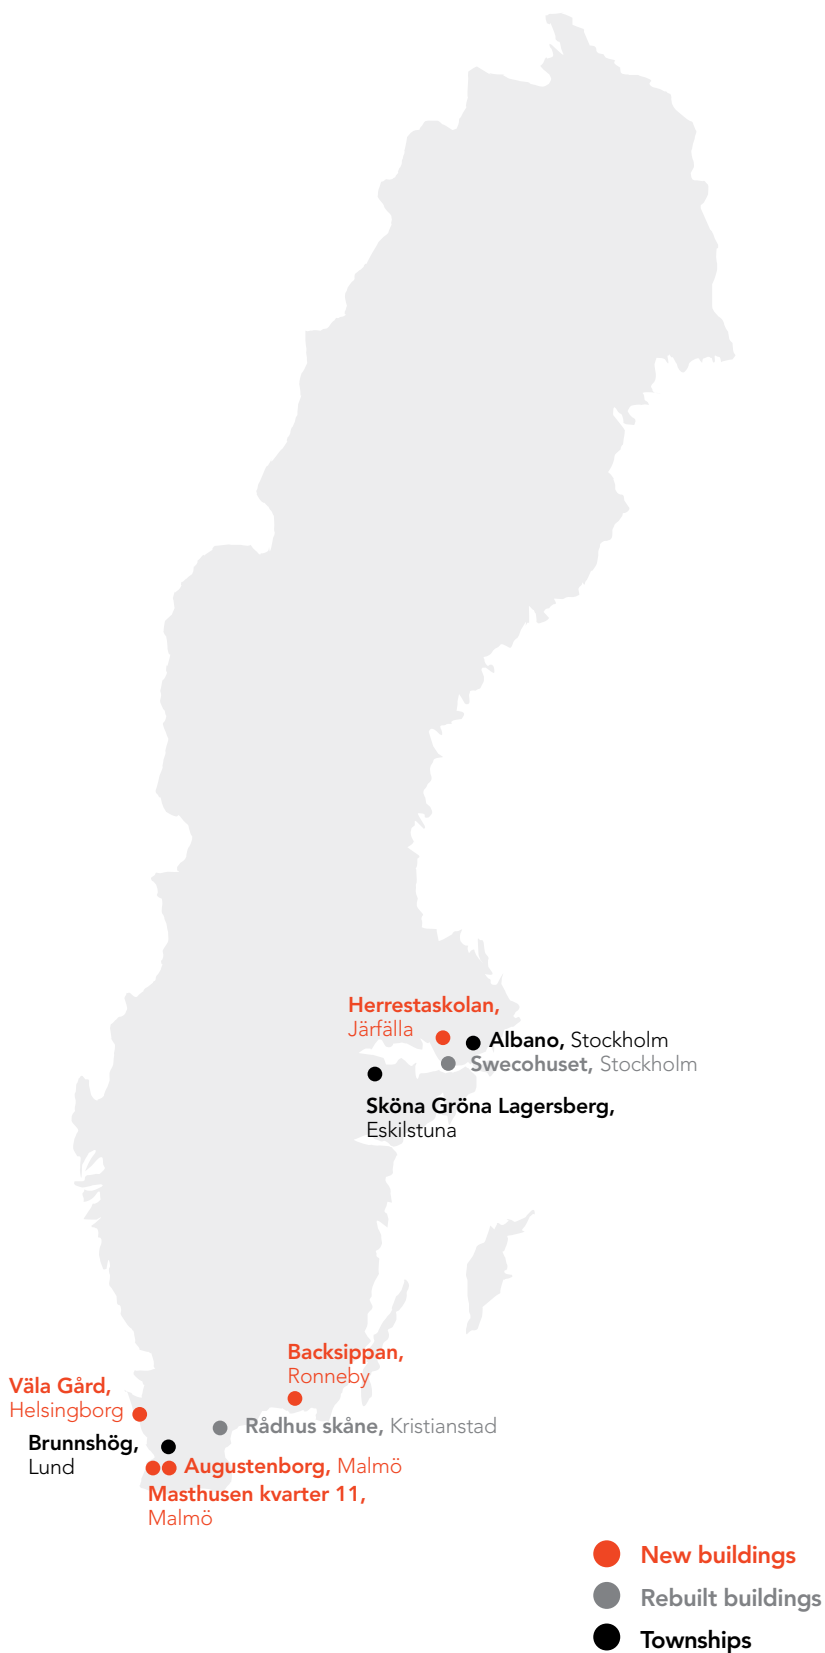 Herrestaskolan,
Järfälla
Albano, Stockholm
Swecohuset, Stockholm
Sköna Gröna Lagersberg,
Eskilstuna
Backsippan,
Ronneby
Väla Gård,
Helsingborg
Rådhus skåne, Kristianstad
Brunnshög,
Lund
Augustenborg, Malmö
Masthusen kvarter 11,
Malmö
New buildings
Rebuilt buildings
Townships